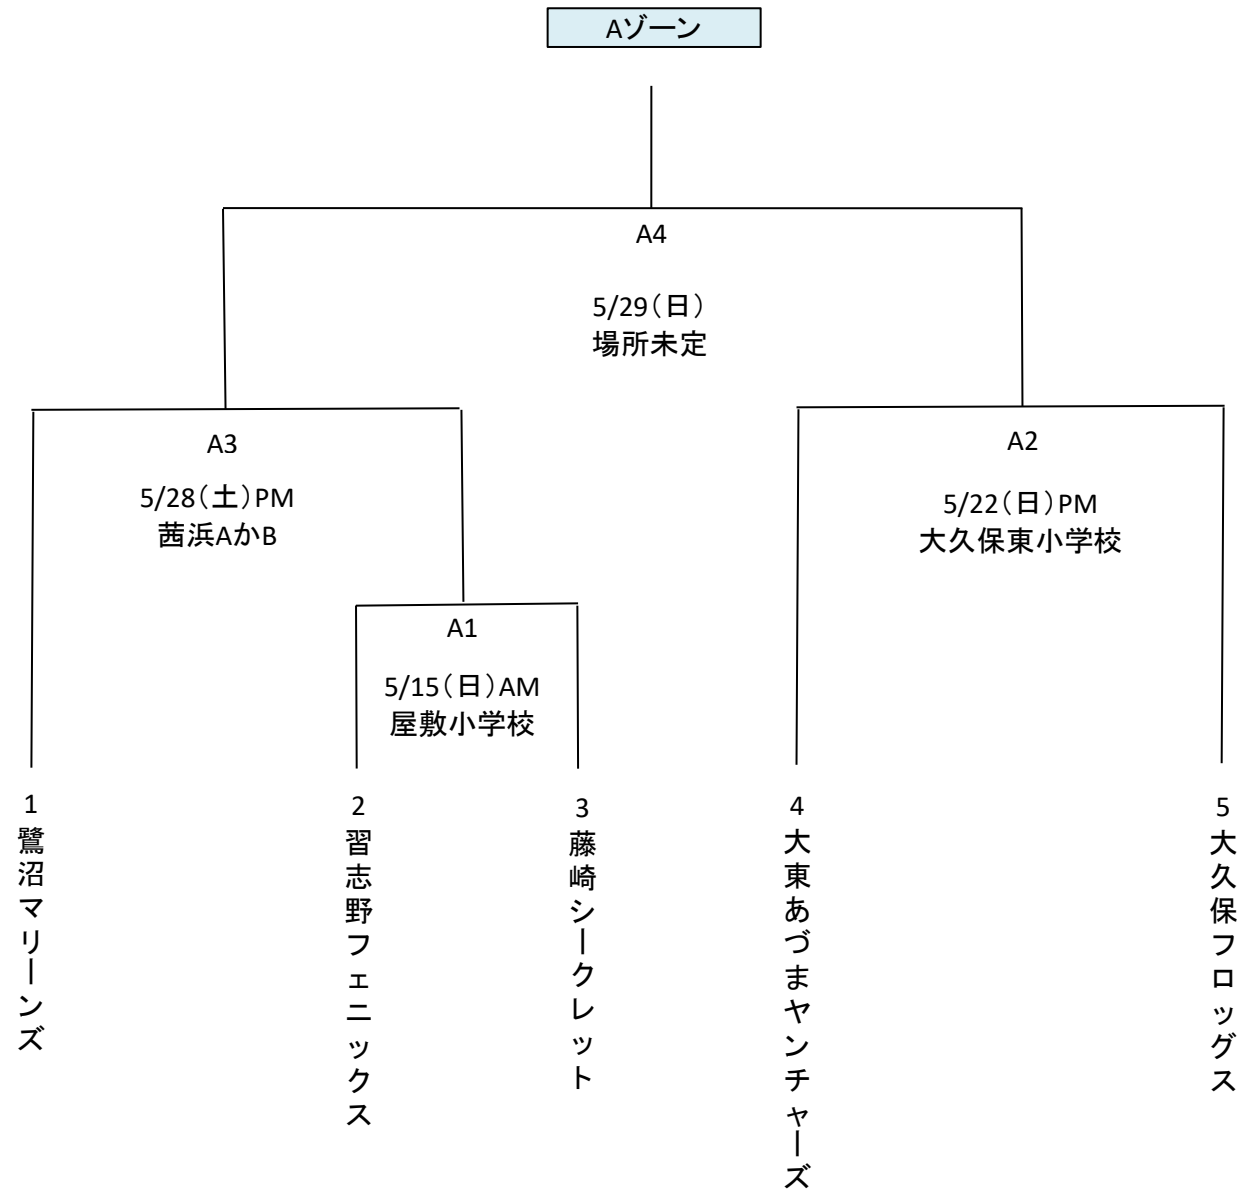 Aゾーン
A4
5/29(日)
場所未定
A3
5/28(土)PM
茜浜AかB
A2
5/22(日)PM
大久保東小学校
A1
5/15(日)AM
屋敷小学校
1
鷺沼マリーンズ
2
習志野フェニックス
3
藤崎シークレット
4
大東あづまヤンチャーズ
5
大久保フロッグス